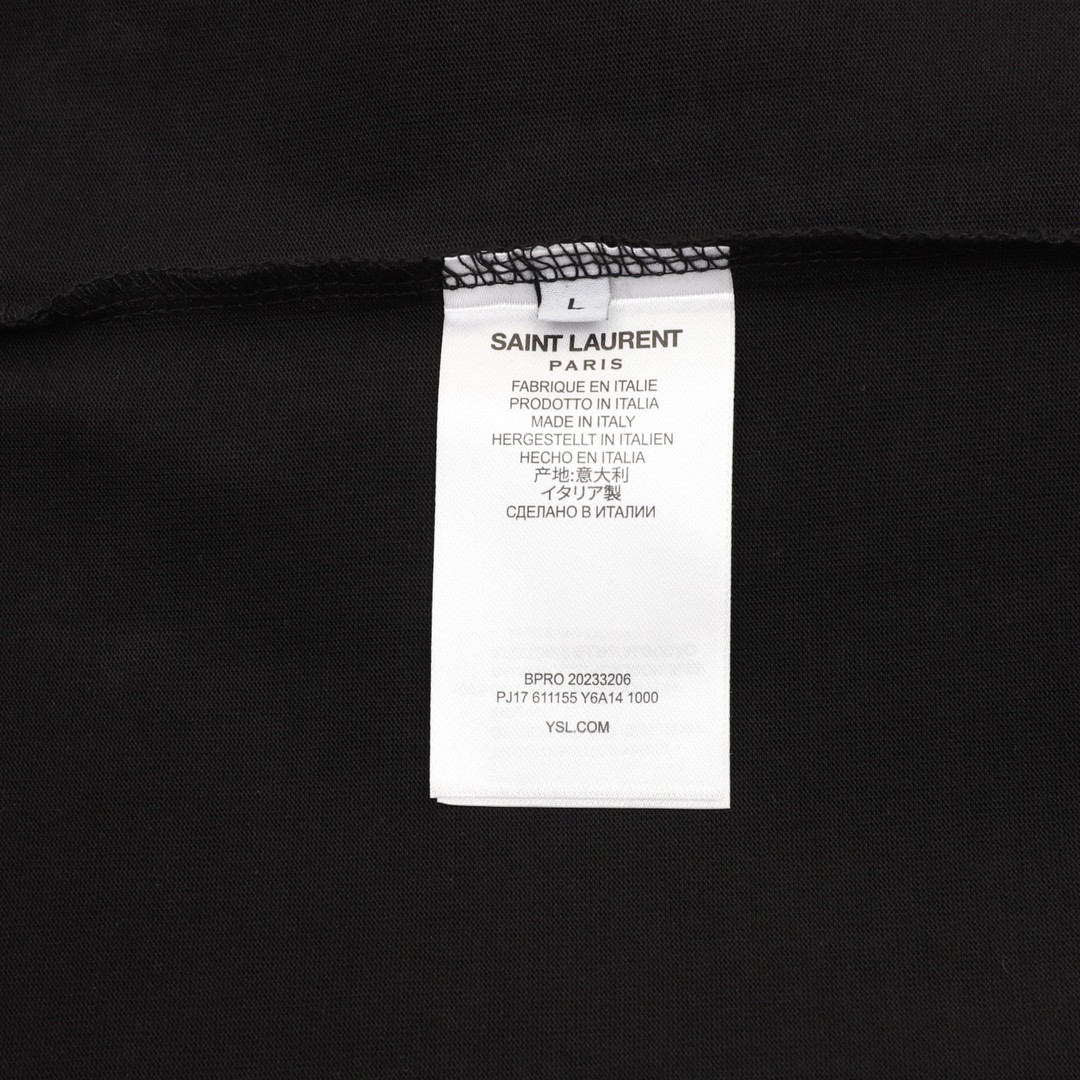 L
SAINT LAURENT
PARIS
FABRIQUE EN ITALIE
PRODOTTO IN ITALIA
MADE IN ITALY
HERGESTELLT IN ITALIEN
HECHO EN ITALIA
产地:意大利
イタリア製
СДЕЛАНО В ИТАЛИИ
BPRO 20233206
PJ17 611155 Y6A14 1000
YSL.COM